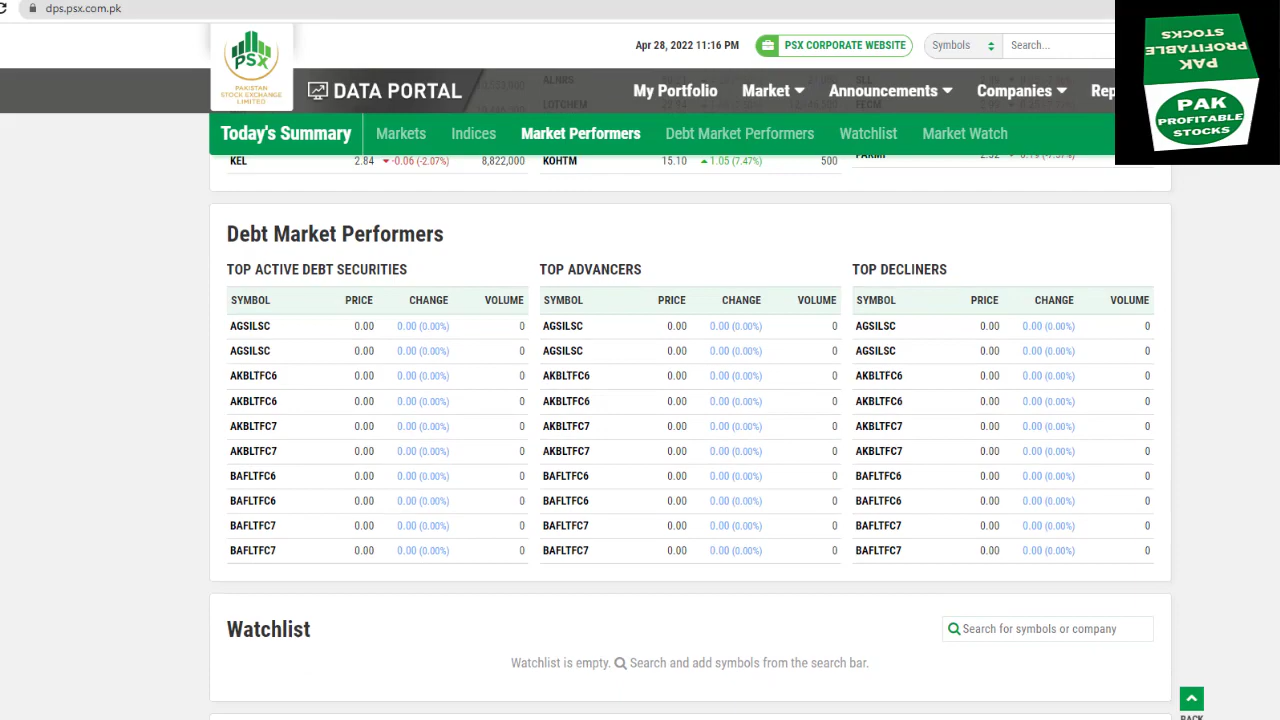 dps.psx.com.pk
PSX
PAKISTAN
STOCK EXCHANGE
LIMITED
Apr 28, 2022 11:16 PM
PSX CORPORATE WEBSITE
Symbols
Search...
DATA PORTAL
My Portfolio
Market
Announcements
Companies
Rep
PAK
PROFITABLE
STOCKS
PAK
PROFITABLE
STOCKS
LOTCHEM
Today's Summary
Markets
Indices
Market Performers
Debt Market Performers
Watchlist
Market Watch
KEL 2.84 -0.06 (-2.07%) 8,822,000 KOHTM 15.10 1.05 (7.47%) 500
Debt Market Performers
TOP ACTIVE DEBT SECURITIES TOP ADVANCERS TOP DECLINERS
SYMBOL PRICE CHANGE VOLUME SYMBOL PRICE CHANGE VOLUME SYMBOL PRICE CHANGE VOLUME
AGSILSC 0.00 0.00 (0.00%) 0 AGSILSC 0.00 0.00 (0.00%) 0 AGSILSC 0.00 0.00 (0.00%) 0
AGSILSC 0.00 0.00 (0.00%) 0 AGSILSC 0.00 0.00 (0.00%) 0 AGSILSC 0.00 0.00 (0.00%) 0
AKBLTFC6 0.00 0.00 (0.00%) 0 AKBLTFC6 0.00 0.00 (0.00%) 0 AKBLTFC6 0.00 0.00 (0.00%) 0
AKBLTFC6 0.00 0.00 (0.00%) 0 AKBLTFC6 0.00 0.00 (0.00%) 0 AKBLTFC6 0.00 0.00 (0.00%) 0
AKBLTFC7 0.00 0.00 (0.00%) 0 AKBLTFC7 0.00 0.00 (0.00%) 0 AKBLTFC7 0.00 0.00 (0.00%) 0
AKBLTFC7 0.00 0.00 (0.00%) 0 AKBLTFC7 0.00 0.00 (0.00%) 0 AKBLTFC7 0.00 0.00 (0.00%) 0
BAFLTFC6 0.00 0.00 (0.00%) 0 BAFLTFC6 0.00 0.00 (0.00%) 0 BAFLTFC6 0.00 0.00 (0.00%) 0
BAFLTFC6 0.00 0.00 (0.00%) 0 BAFLTFC6 0.00 0.00 (0.00%) 0 BAFLTFC6 0.00 0.00 (0.00%) 0
BAFLTFC7 0.00 0.00 (0.00%) 0 BAFLTFC7 0.00 0.00 (0.00%) 0 BAFLTFC7 0.00 0.00 (0.00%) 0
BAFLTFC7 0.00 0.00 (0.00%) 0 BAFLTFC7 0.00 0.00 (0.00%) 0 BAFLTFC7 0.00 0.00 (0.00%) 0
Watchlist
Search for symbols or company
Watchlist is empty. Search and add symbols from the search bar.
BACK